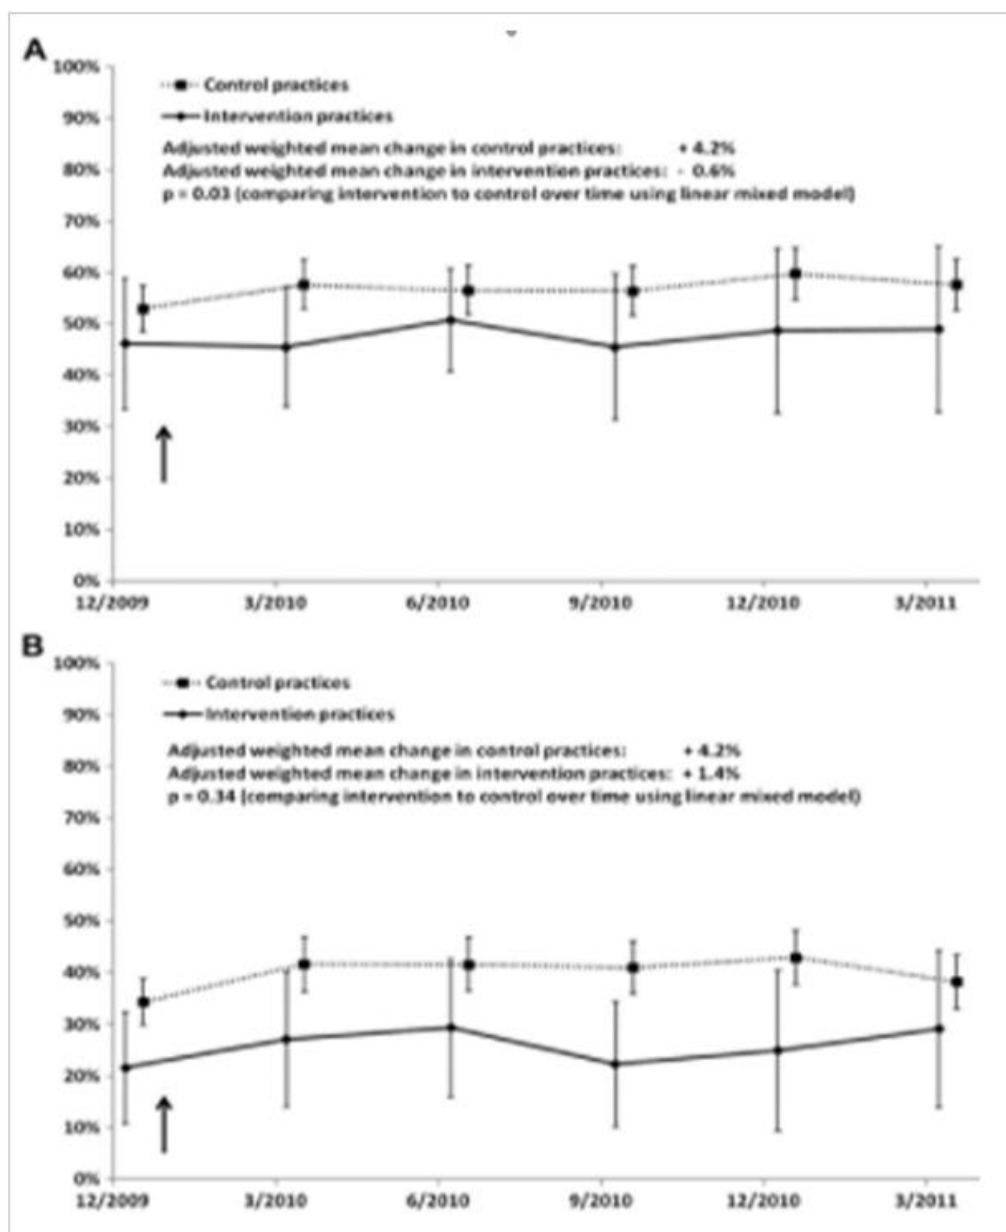 A
100%
Control practices
90%
Intervention practices
Adjusted weighted mean change in control practices: + 4.2%
80%
Adjusted weighted mean change in intervention practices: - 0.6%
p = 0.03 (comparing intervention to control over time using linear mixed model)
70%
60%
50%
40%
30%
20%
10%
0%
12/2009 3/2010 6/2010 9/2010 12/2010 3/2011
B
100%
Control practices
90%
Intervention practices
Adjusted weighted mean change in control practices: + 4.2%
80%
Adjusted weighted mean change in intervention practices: + 1.4%
p = 0.34 (comparing intervention to control over time using linear mixed model)
70%
60%
50%
40%
30%
20%
10%
0%
12/2009 3/2010 6/2010 9/2010 12/2010 3/2011